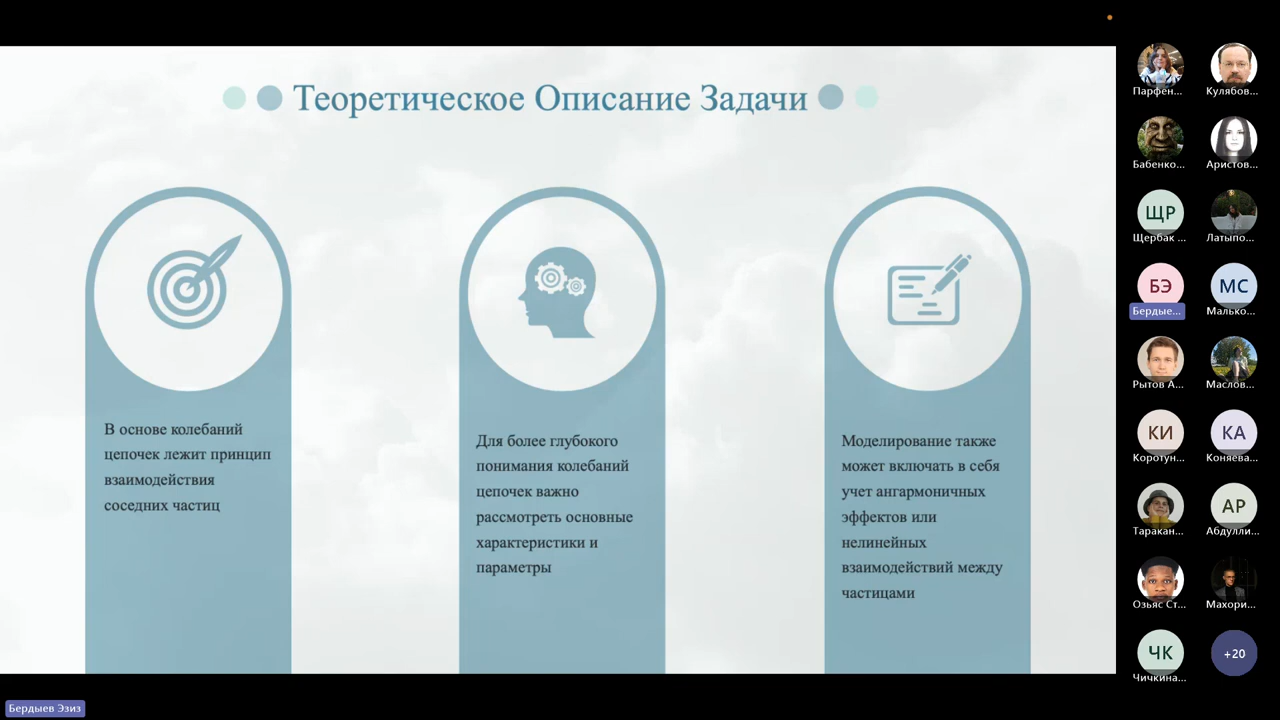 Теоретическое Описание Задачи
В основе колебаний
цепочек лежит принцип
взаимодействия
соседних частиц
Для более глубокого
понимания колебаний
цепочек важно
рассмотреть основные
характеристики и
параметры
Моделирование также
может включать в себя
учет ангармоничных
эффектов или
нелинейных
взаимодействий между
частицами
Парфен...
Кулябов...
Бабенко...
Аристов...
ЩР
Щербак ...
Латыпо...
БЭ
Бердые...
МС
Малько...
Рытов А...
Маслов...
КИ
Коротун...
КА
Коняева...
Таракан...
АР
Абдулли...
Озьяс Ст...
Махори...
ЧК
Чичкина...
+20
Бердыев Эзиз